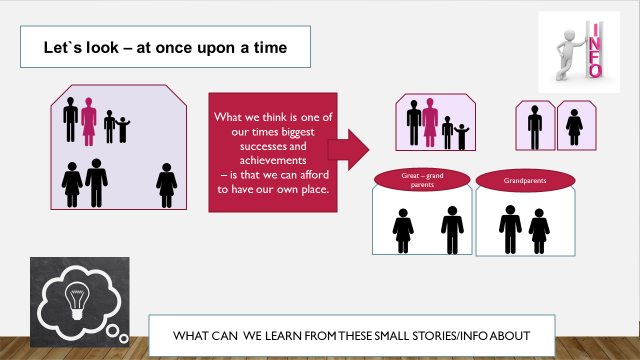 Let`s look – at once upon a time
INFO
What we think is one of
our times biggest
successes and
achievements
– is that we can afford
to have our own place.
Great – grand
parents
Grandparents
WHAT CAN  WE LEARN FROM THESE SMALL STORIES/INFO ABOUT